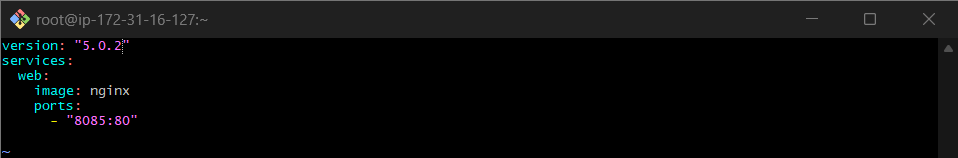 root@ip-172-31-16-127:~
version: "5.0.2"
services:
  web:
    image: nginx
    ports:
      - "8085:80"
~